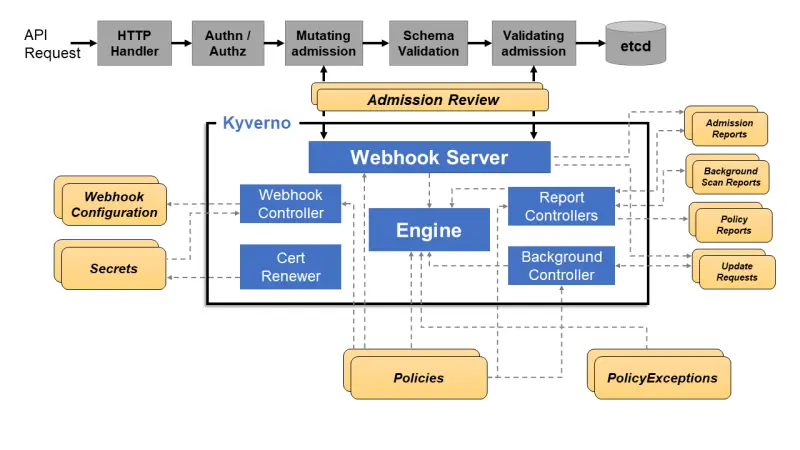 API
Request
HTTP
Handler
Authn /
Authz
Mutating
admission
Schema
Validation
Validating
admission
etcd
Admission Review
Kyverno
Webhook Server
Admission
Reports
Webhook
Configuration
Webhook
Controller
Engine
Report
Controllers
Background
Scan Reports
Policy
Reports
Secrets
Cert
Renewer
Background
Controller
Update
Requests
Policies
PolicyExceptions